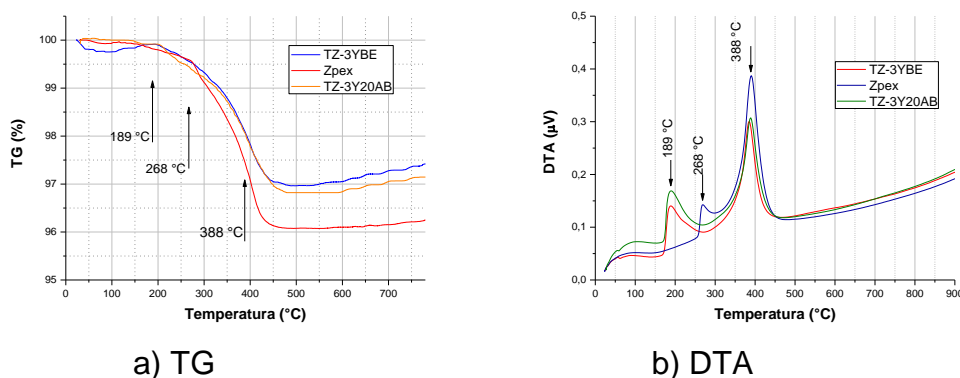 100
99
98
97
96
95
TG (%)
0
100
200
300
400
500
600
700
Temperatura (°C)
TZ-3YBE
Zpex
TZ-3Y20AB
189 °C
268 °C
388 °C
a) TG
0,5
0,4
0,3
0,2
0,1
0,0
DTA (µV)
0
100
200
300
400
500
600
700
800
900
Temperatura (°C)
TZ-3YBE
Zpex
TZ-3Y20AB
189 °C
268 °C
388 °C
b) DTA